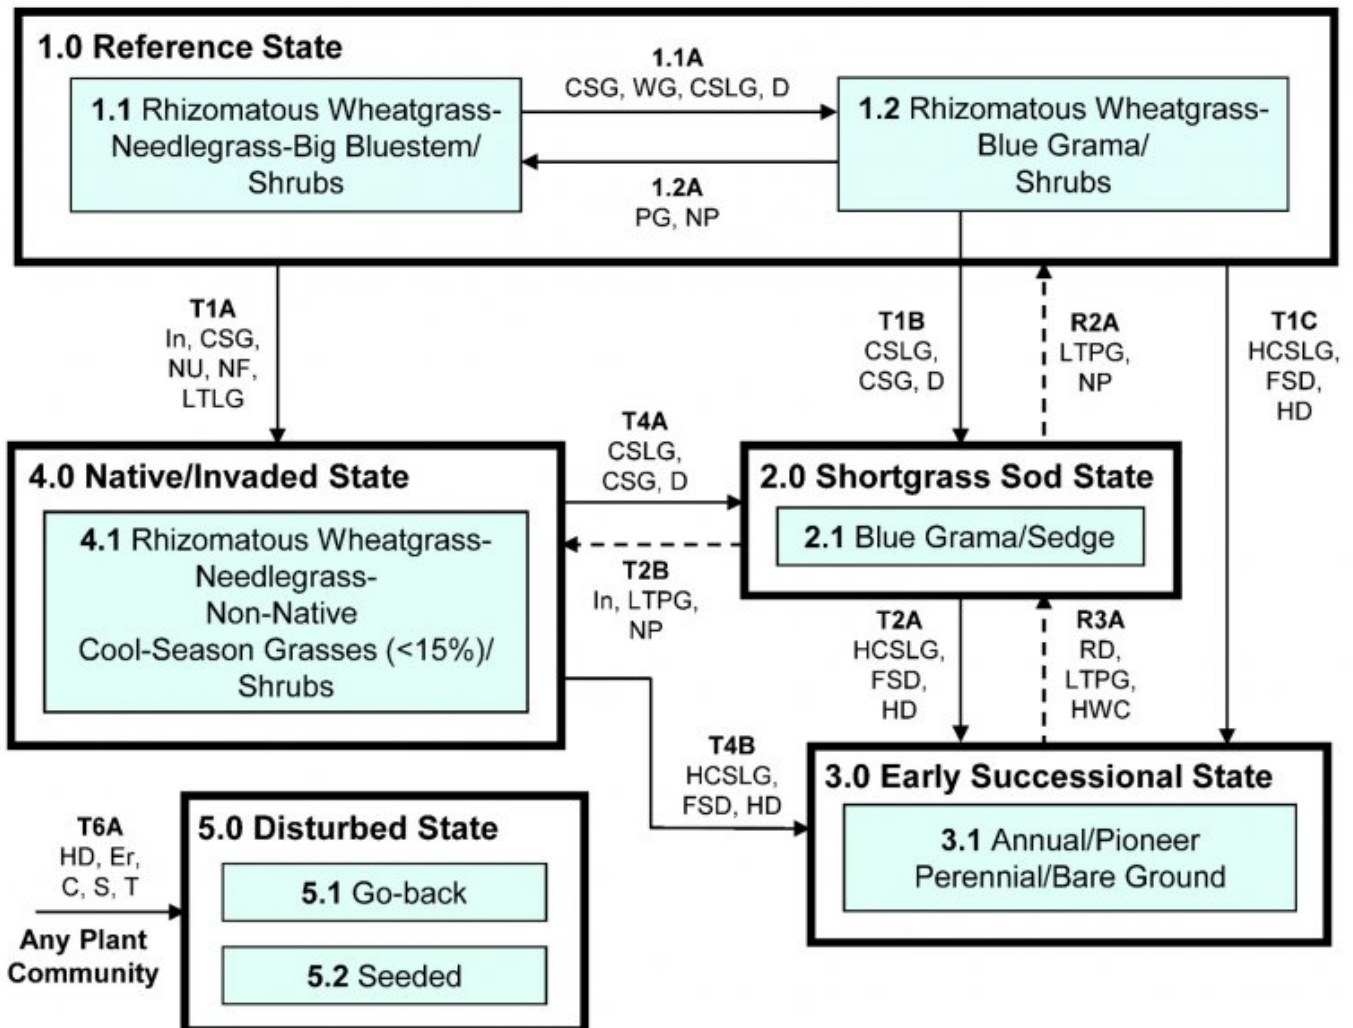 1.0 Reference State
1.1 Rhizomatous Wheatgrass-
Needlegrass-Big Bluestem/
Shrubs
1.1A
CSG, WG, CSLG, D
1.2A
PG, NP
1.2 Rhizomatous Wheatgrass-
Blue Grama/
Shrubs
T1A
In, CSG,
NU, NF,
LTLG
T1B
CSLG,
CSG, D
R2A
LTPG,
NP
T1C
HCSLG,
FSD,
HD
4.0 Native/Invaded State
4.1 Rhizomatous Wheatgrass-
Needlegrass-
Non-Native
Cool-Season Grasses (<15%)/
Shrubs
T4A
CSLG,
CSG, D
T2B
In, LTPG,
NP
2.0 Shortgrass Sod State
2.1 Blue Grama/Sedge
T2A
HCSLG,
FSD,
HD
R3A
RD,
LTPG,
HWC
T4B
HCSLG,
FSD, HD
3.0 Early Successional State
3.1 Annual/Pioneer
Perennial/Bare Ground
T6A
HD, Er,
C, S, T
Any Plant
Community
5.0 Disturbed State
5.1 Go-back
5.2 Seeded